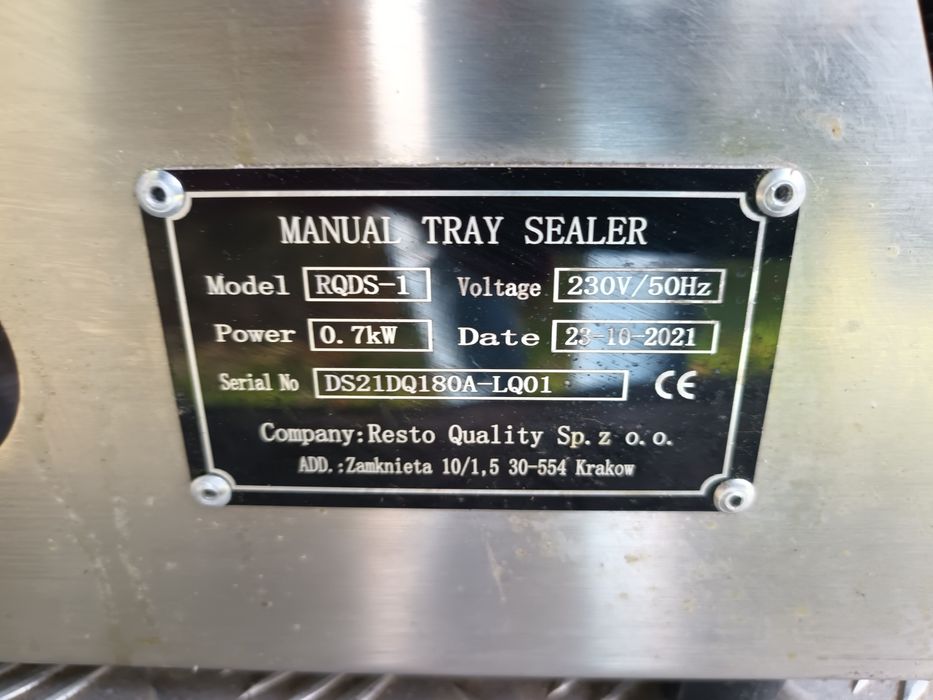 MANUAL TRAY SEALER
Model RQDS-1 Voltage 230V/50Hz
Power 0.7kW Date 23-10-2021
Serial No DS21DQ180A-LQ01 CE
Company:Resto Quality Sp. z o.o.
ADD.:Zamknieta 10/1,5 30-554 Krakow